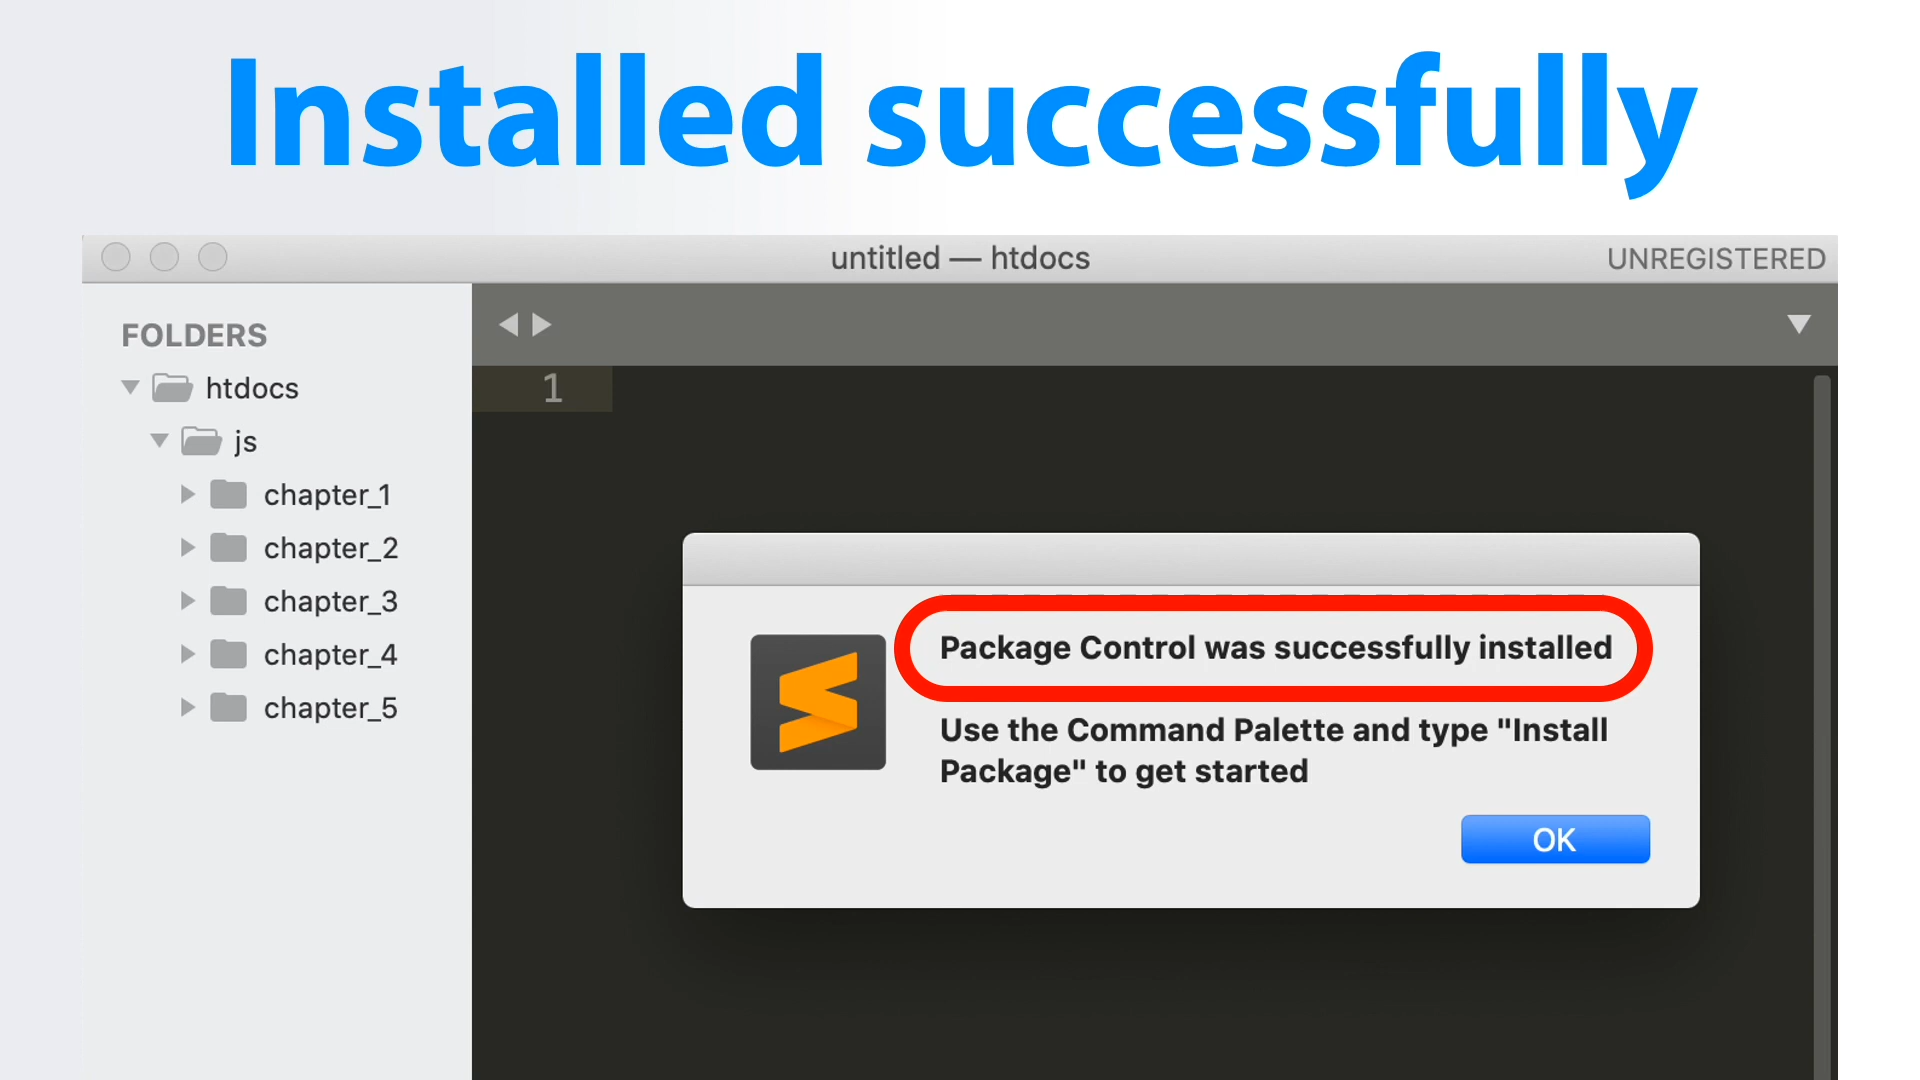 Installed successfully
untitled — htdocs
UNREGISTERED
FOLDERS
htdocs
js
chapter_1
chapter_2
chapter_3
chapter_4
chapter_5
1
Package Control was successfully installed
Use the Command Palette and type "Install
Package" to get started
OK